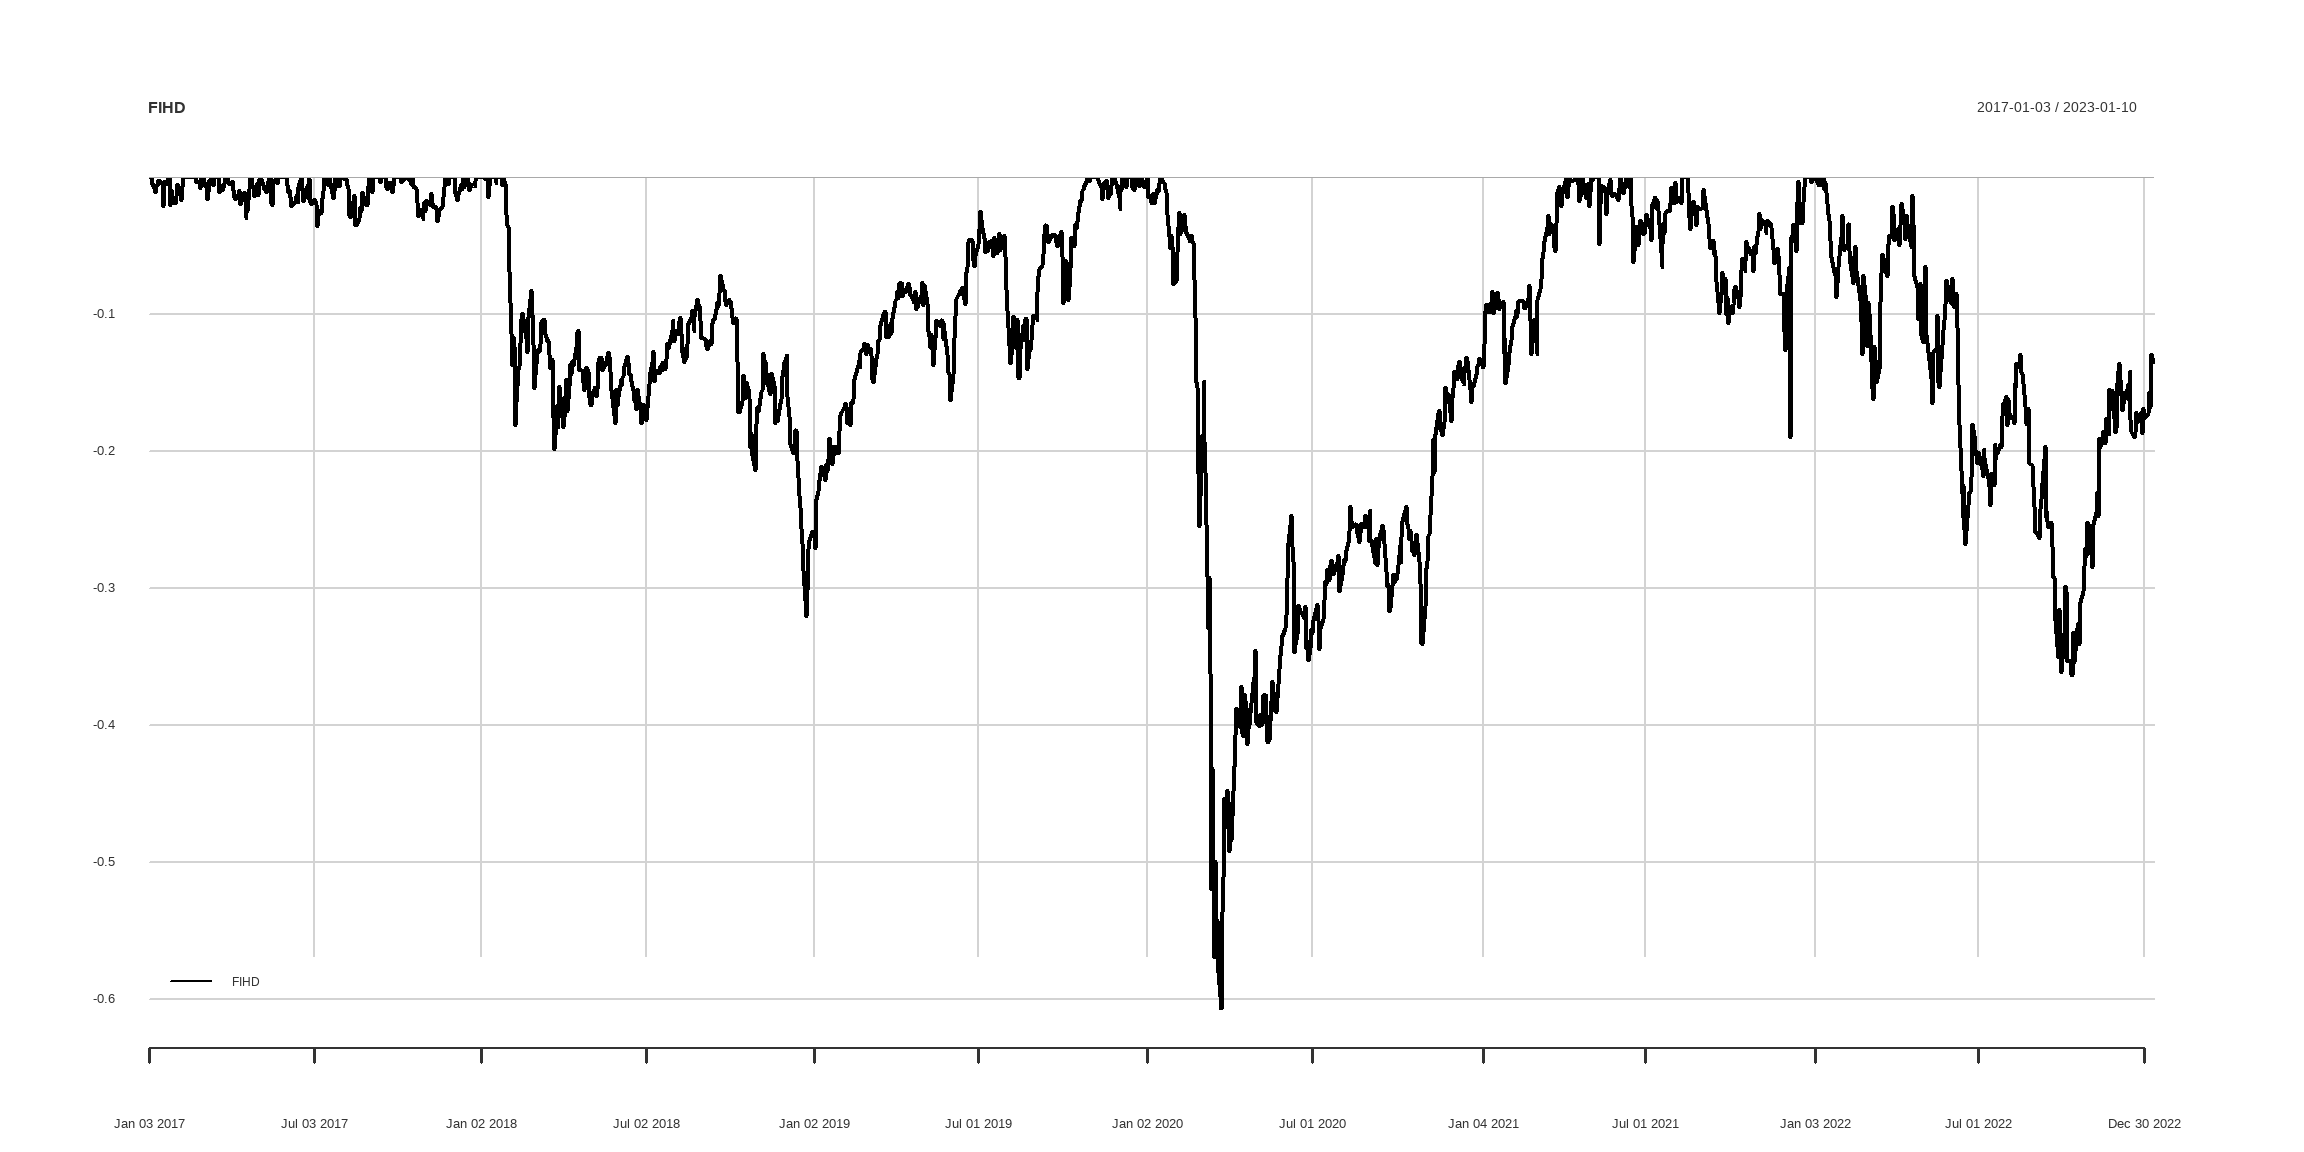 FIHD
2017-01-03 / 2023-01-10
-0.1
-0.2
-0.3
-0.4
-0.5
FIHD
-0.6
Jan 03 2017
Jul 03 2017
Jan 02 2018
Jul 02 2018
Jan 02 2019
Jul 01 2019
Jan 02 2020
Jul 01 2020
Jan 04 2021
Jul 01 2021
Jan 03 2022
Jul 01 2022
Dec 30 2022